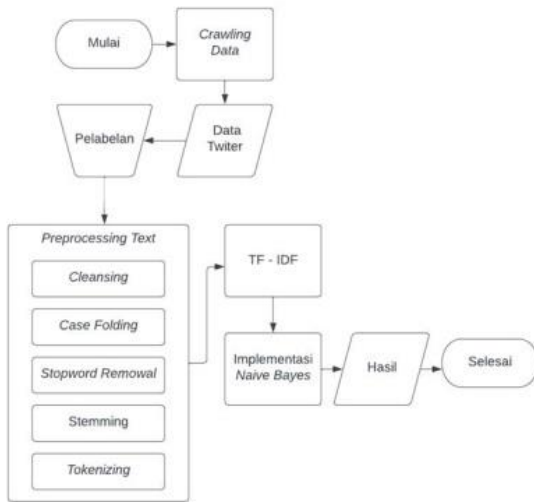 Mulai
Crawling
Data
Data
Twiter
Pelabelan
Preprocessing Text
Cleansing
Case Folding
Stopword Removal
Stemming
Tokenizing
TF - IDF
Implementasi
Naive Bayes
Hasil
Selesai